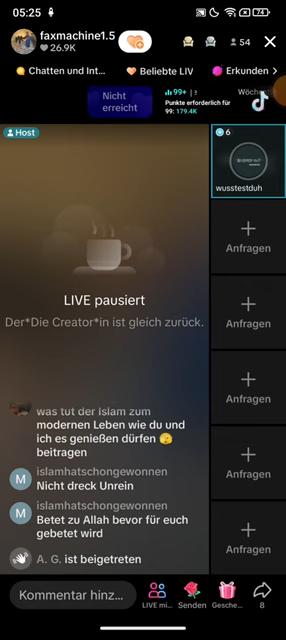 05:25
74
faxmachine1.5
26.9K
54
Chatten und Int...
Beliebte LIV
Erkunden
Nicht
erreicht
99+
Punkte erforderlich für
99: 179.4K
Host
6
wusstestduh
Anfragen
Anfragen
Anfragen
Anfragen
Anfragen
LIVE pausiert
Der*Die Creator*in ist gleich zurück.
was tut der Islam zum
modernen Leben wie du und
ich es genießen dürfen 🫣
beitragen
M
islamhatschongewonnen
Nicht dreck Unrein
M
islamhatschongewonnen
Betet zu Allah bevor für euch
gebetet wird
A. G. ist beigetreten
Kommentar hinz...
LIVE mi...
Senden
Gesche...
8